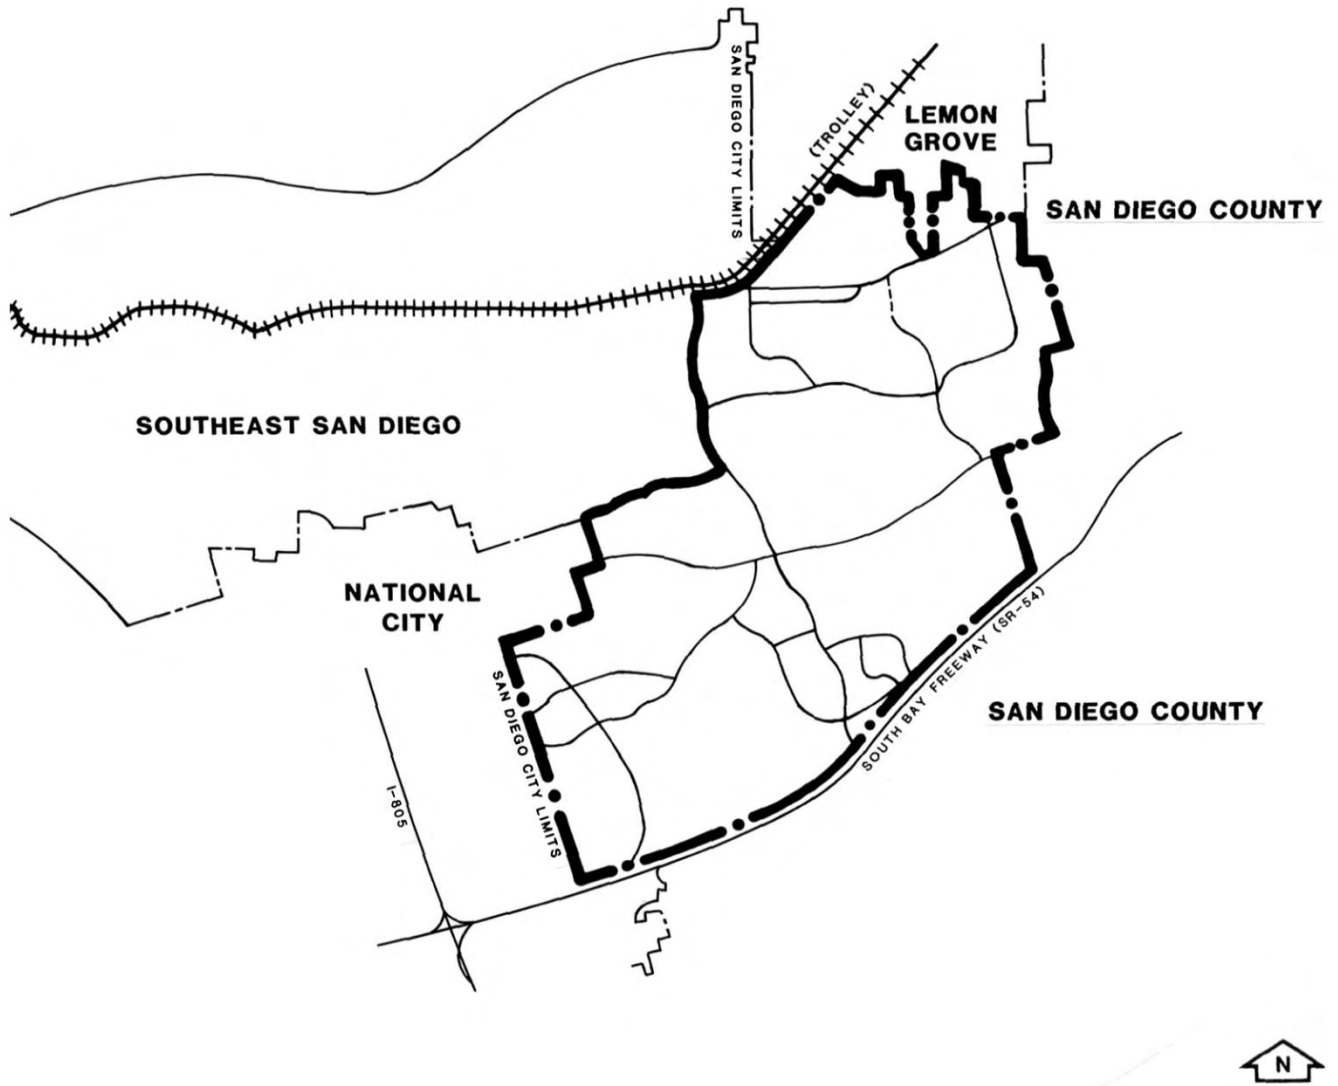 SAN DIEGO CITY LIMITS
(TROLLEY)
LEMON
GROVE
SAN DIEGO COUNTY
SOUTHEAST SAN DIEGO
NATIONAL
CITY
SAN DIEGO CITY LIMITS
I-805
SOUTH BAY FREEWAY (SR-54)
SAN DIEGO COUNTY
N